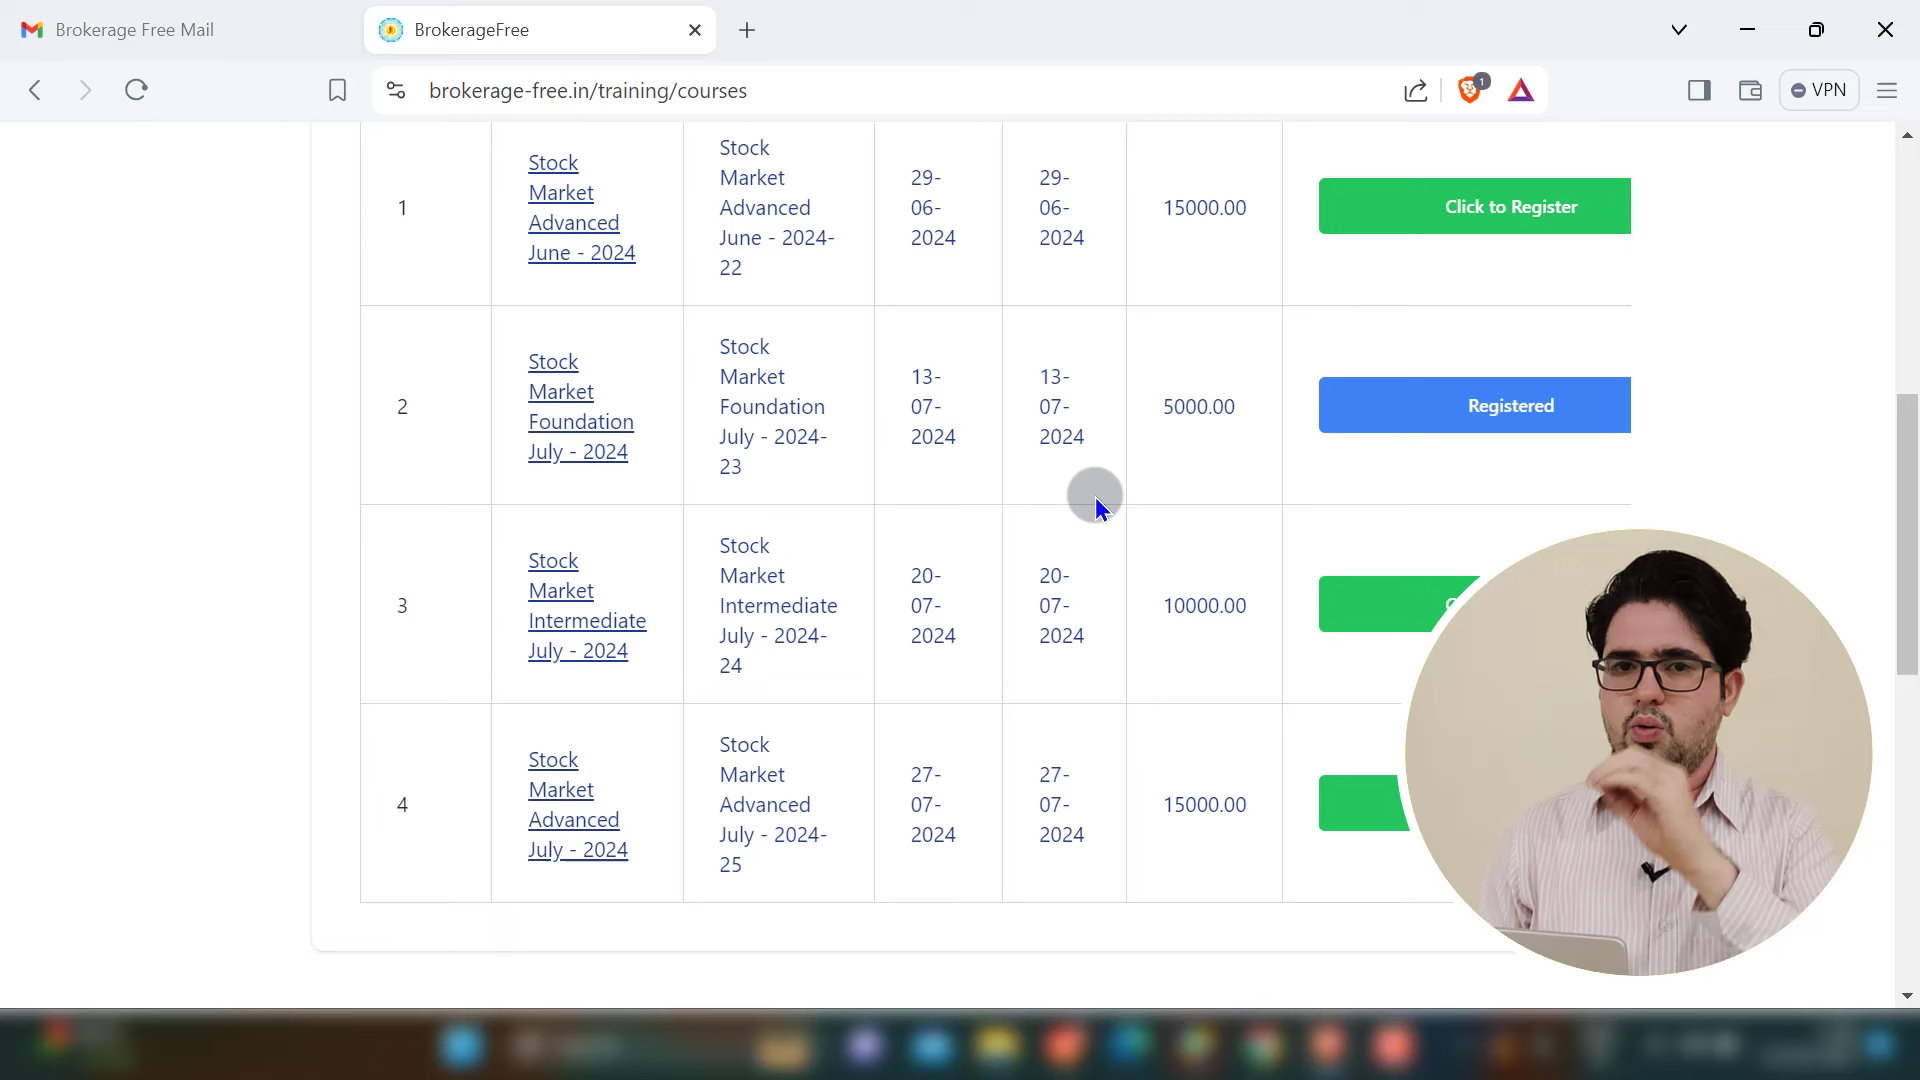 Brokerage Free Mail
BrokerageFree
brokerage-free.in/training/courses
1
VPN
1
Stock
Market
Advanced
June - 2024
Stock
Market
Advanced
June - 2024-
22
29-
06-
2024
29-
06-
2024
15000.00
Click to Register
2
Stock
Market
Foundation
July - 2024
Stock
Market
Foundation
July - 2024-
23
13-
07-
2024
13-
07-
2024
5000.00
Registered
3
Stock
Market
Intermediate
July - 2024
Stock
Market
Intermediate
July - 2024-
24
20-
07-
2024
20-
07-
2024
10000.00
4
Stock
Market
Advanced
July - 2024
Stock
Market
Advanced
July - 2024-
25
27-
07-
2024
27-
07-
2024
15000.00